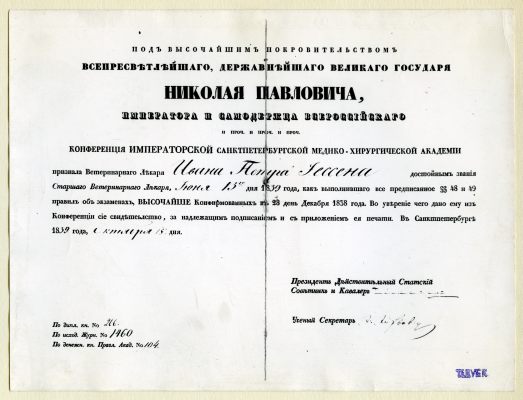 ПОДЪ ВЫСОЧАЙШИМЪ ПОКРОВИТЕЛЬСТВОМЪ
ВСЕПРЕСВѢТЛѢЙШАГО, ДЕРЖАВНѢЙШАГО ВЕЛИКАГО ГОСУДАРЯ
НИКОЛАЯ ПАВЛОВИЧА,
ИМПЕРАТОРА И САМОДЕРЖЦА ВСЕРОССІЙСКАГО
и проч. и проч. и проч.
КОНФЕРЕНЦІЯ ИМПЕРАТОРСКОЙ САНКТПЕТЕРБУРГСКОЙ МЕДИКО-ХИРУРГИЧЕСКОЙ АКАДЕМІИ
признала Ветеринарнаго Лѣкаря Ивана Петра Іессена достойнымъ званія
Старшаго Ветеринарнаго Лѣкаря, Іюня 13го дня 1839 года, какъ выполнившаго все предписанное §§ 48 и 49
правилъ объ экзаменахъ, ВЫСОЧАЙШЕ Конфирмованныхъ въ 28 день Декабря 1838 года. Во увѣреніе чего дано ему изъ
Конференціи сіе свидѣтельство, за надлежащимъ подписаніемъ и съ приложеніемъ ея печати. Въ Санктпетербургѣ
1839 года, Октября дня.
Президентъ Дѣйствительный Статскій
Совѣтникъ и Кавалеръ
Ученый Секретарь
По дипл. кн. No 216.
По исход. Журн. No 1460
По денежн. кн. Правл. Акад. No 104.